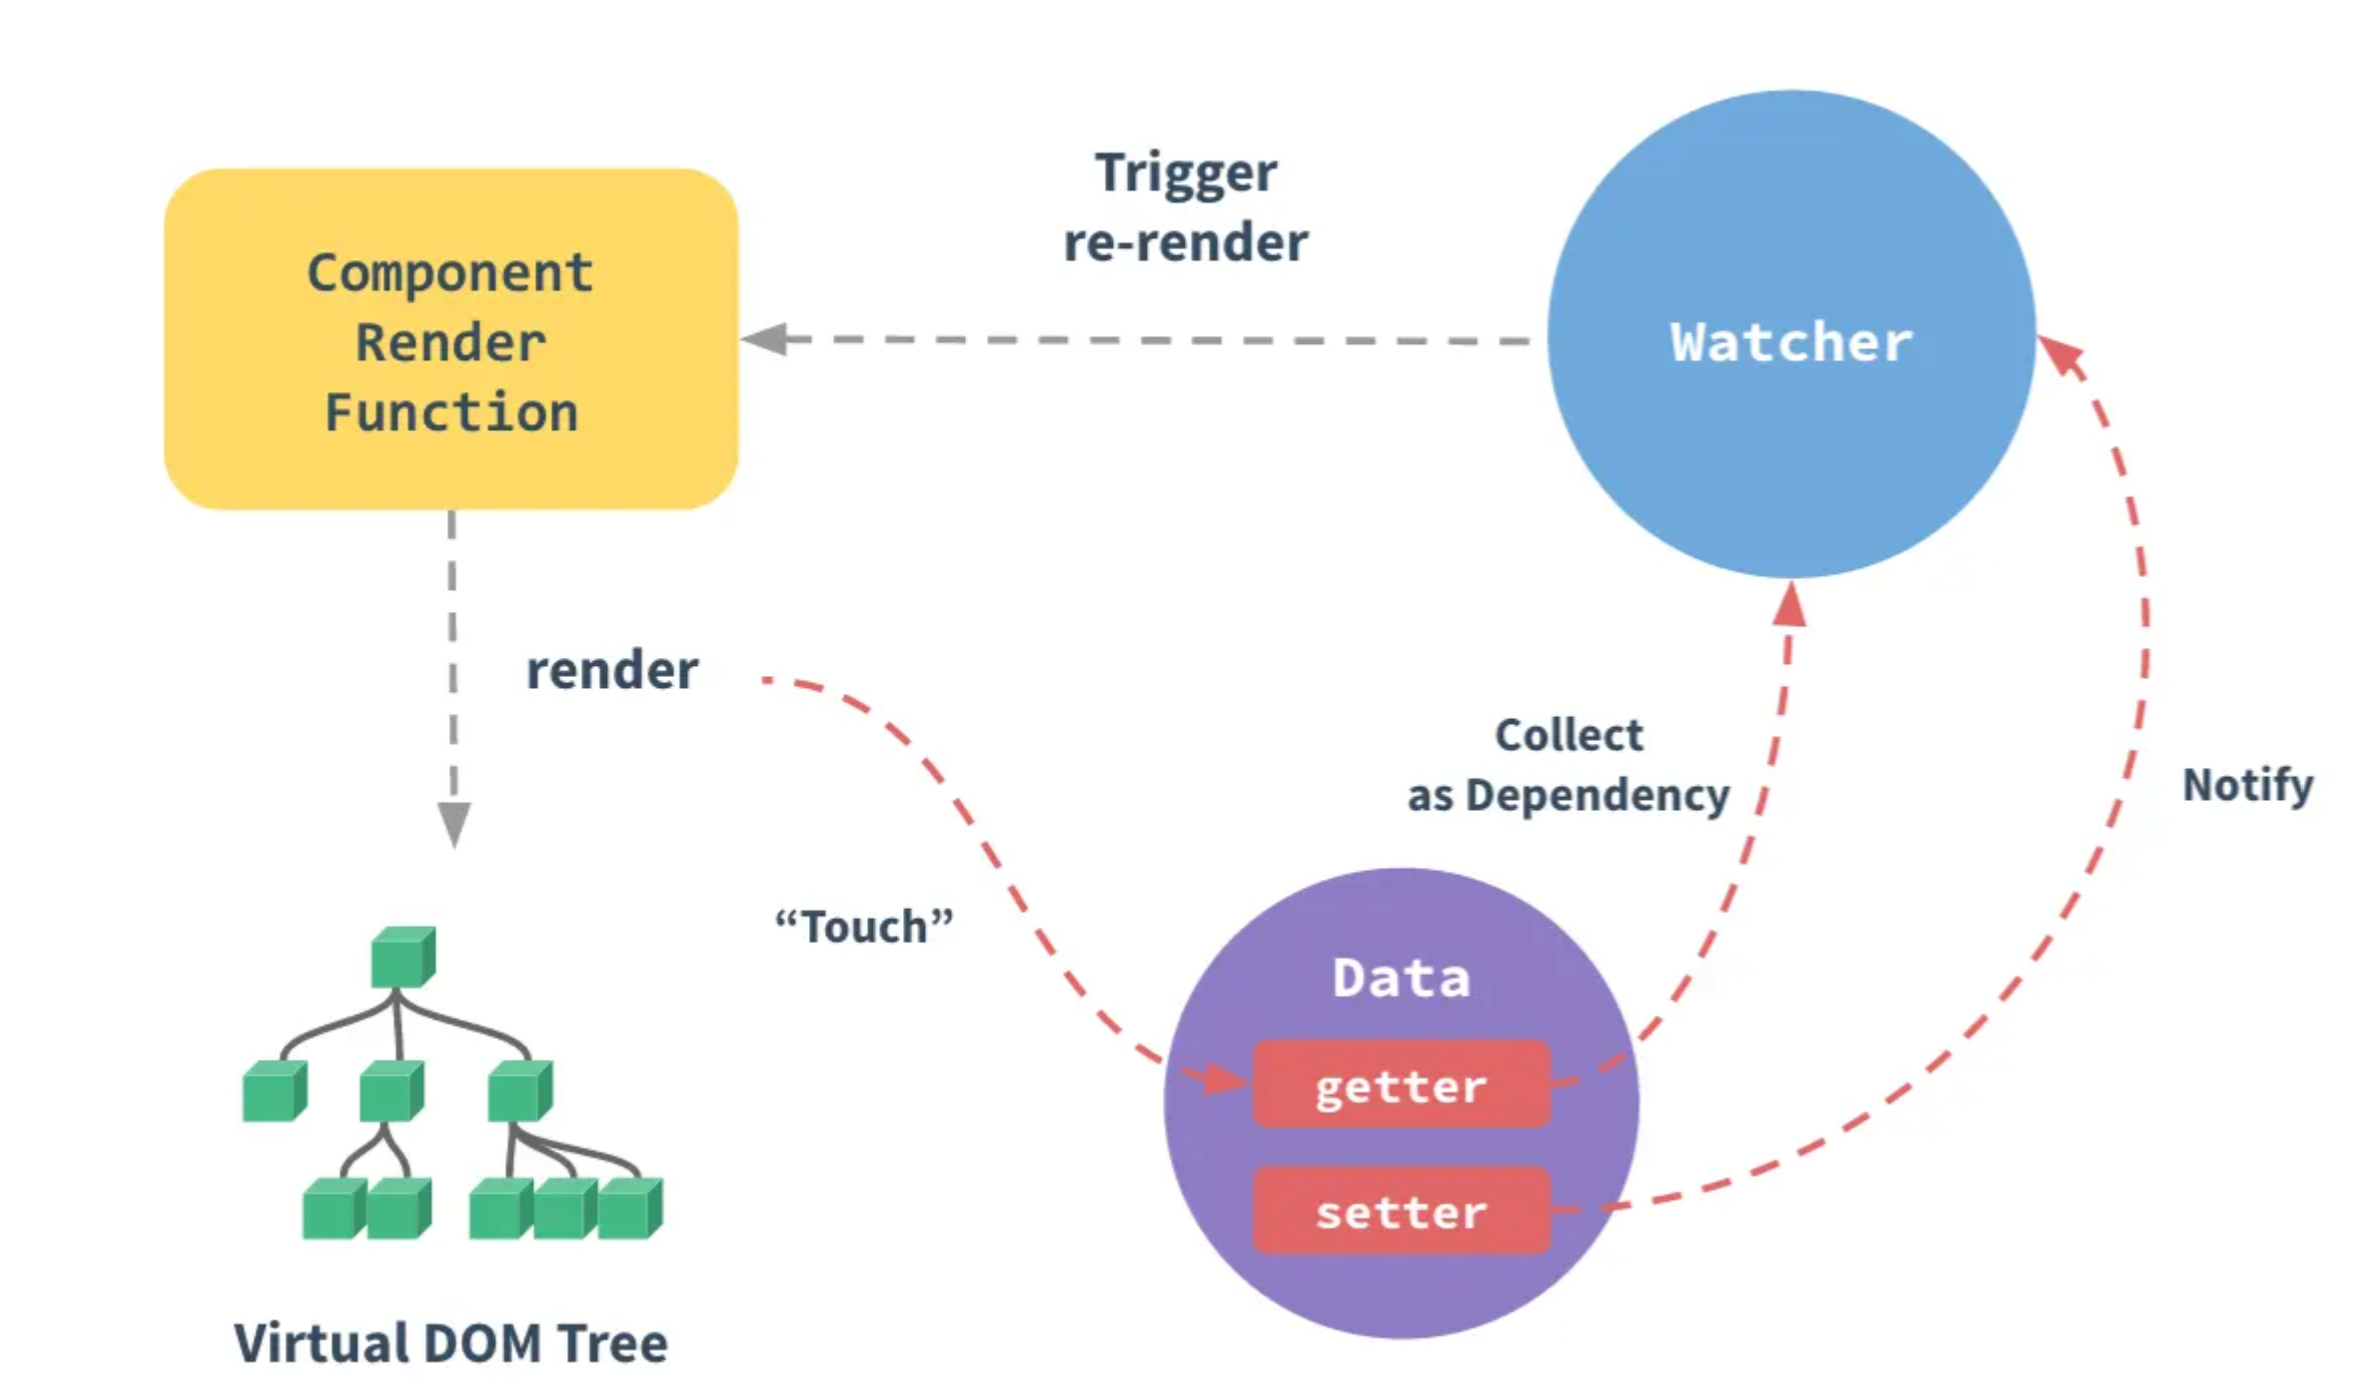 Trigger
re-render
Component
Render
Function
Watcher
render
Collect
as Dependency
Notify
“Touch”
Data
getter
setter
Virtual DOM Tree